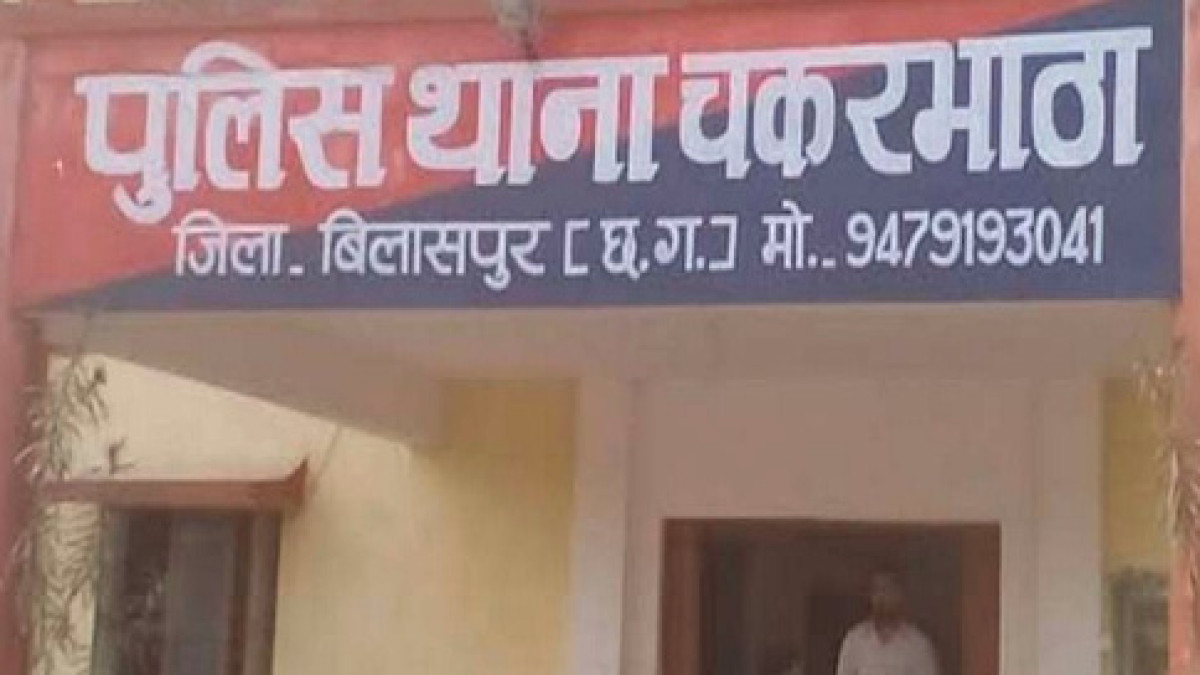 पुलिस थाना चकरभाठा
जिला.. बिलासपुर [छ.ग.] मो... 9479193041